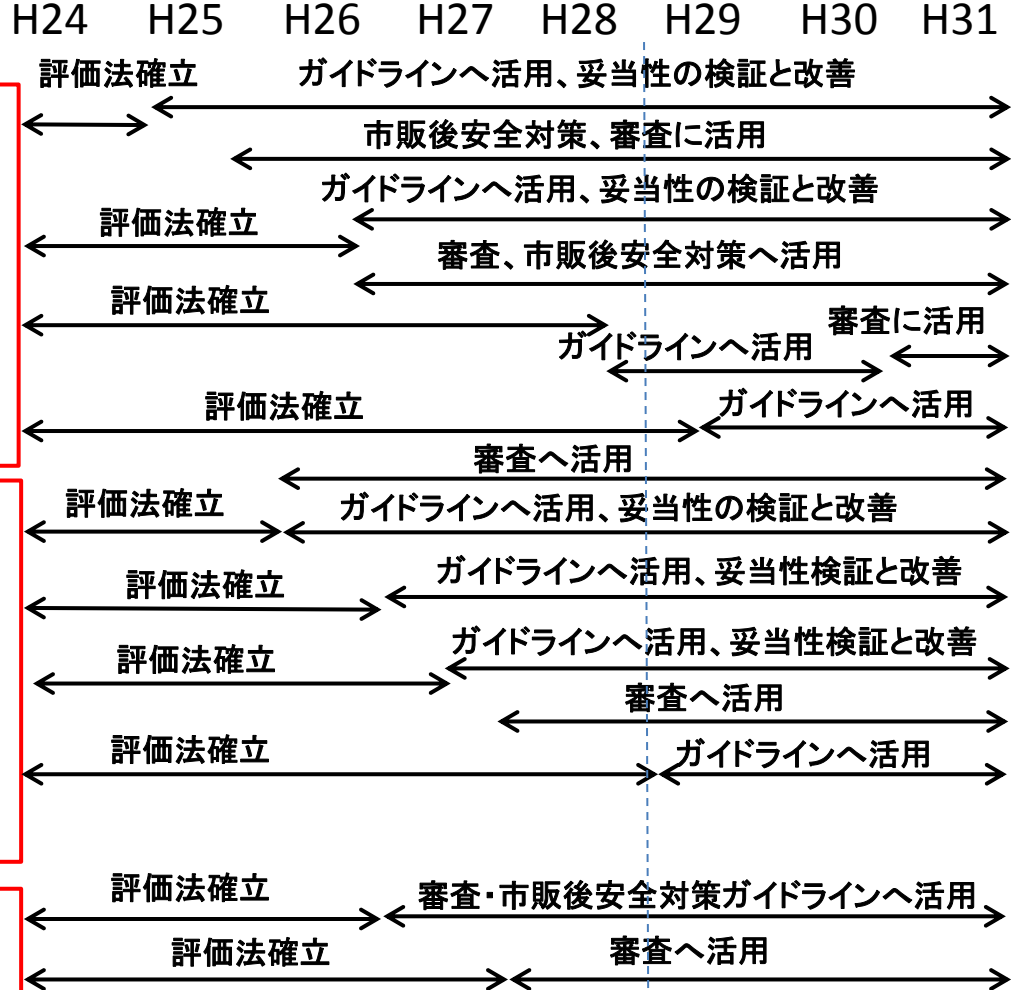 H24 H25 H26 H27 H28 H29 H30 H31
評価法確立 ガイドラインへ活用、妥当性の検証と改善
市販後安全対策、審査に活用
ガイドラインへ活用、妥当性の検証と改善
評価法確立
審査、市販後安全対策へ活用
評価法確立
審査に活用
ガイドラインへ活用
評価法確立 ガイドラインへ活用
審査へ活用
評価法確立 ガイドラインへ活用、妥当性の検証と改善
ガイドラインへ活用、妥当性検証と改善
評価法確立
ガイドラインへ活用、妥当性検証と改善
評価法確立
審査へ活用
評価法確立 ガイドラインへ活用
評価法確立 審査・市販後安全対策ガイドラインへ活用
評価法確立 審査へ活用